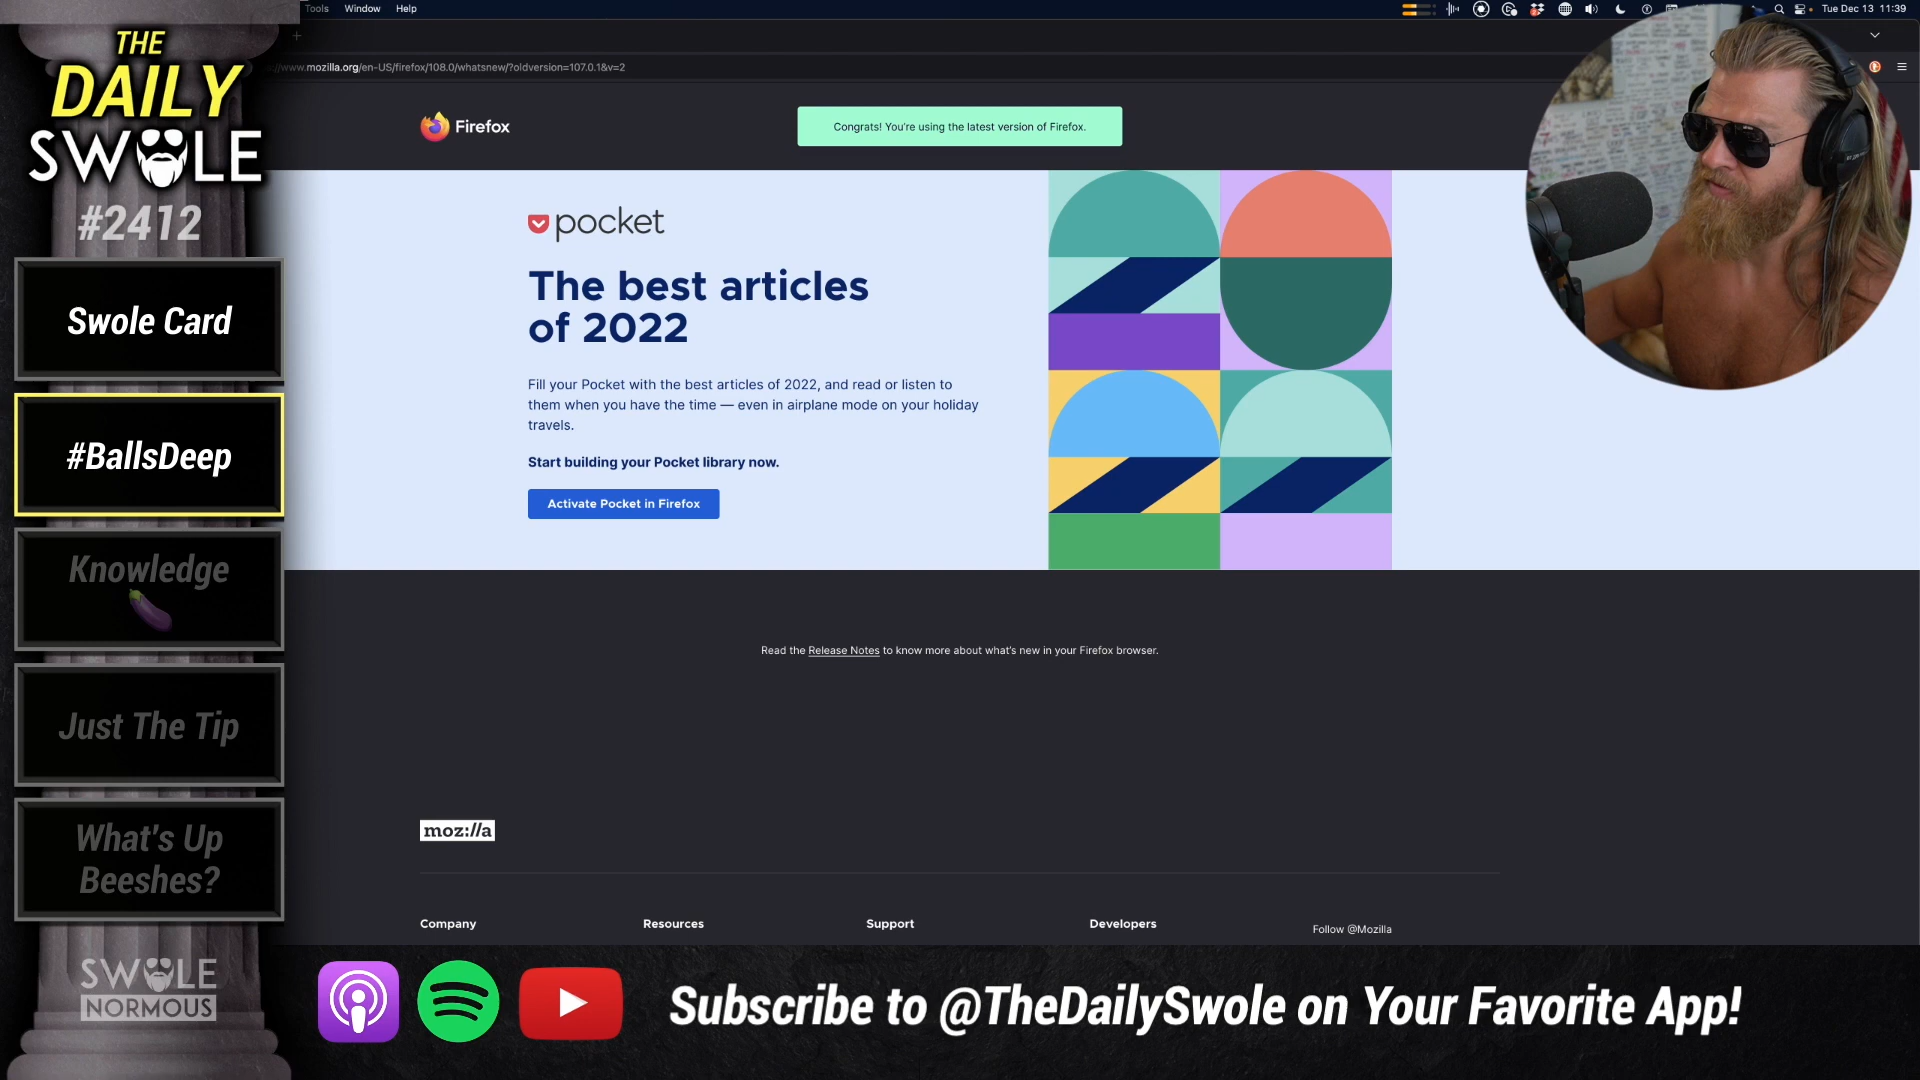 Tools Window Help
Tue Dec 13 11:39
www.mozilla.org/en-US/firefox/108.0/whatsnew/?oldversion=107.0.1&v=2
THE
DAILY
SWOLE
#2412
Swole Card
#BallsDeep
Knowledge
Just The Tip
What's Up
Beeshes?
SWOLE
NORMOUS
Firefox
Congrats! You're using the latest version of Firefox.
pocket
The best articles
of 2022
Fill your Pocket with the best articles of 2022, and read or listen to
them when you have the time — even in airplane mode on your holiday
travels.
Start building your Pocket library now.
Activate Pocket in Firefox
Read the Release Notes to know more about what's new in your Firefox browser.
moz://a
Company
Resources
Support
Developers
Follow @Mozilla
Subscribe to @TheDailySwole on Your Favorite App!